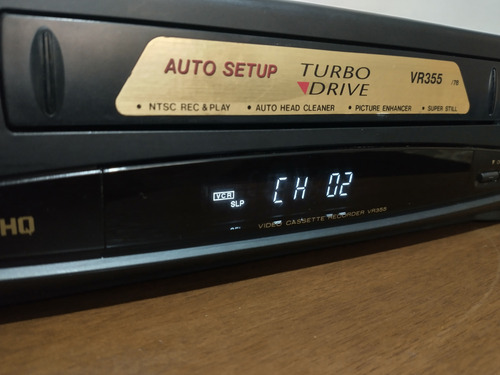 AUTO SETUP TURBO DRIVE VR355 /78
• NTSC REC & PLAY • AUTO HEAD CLEANER • PICTURE ENHANCER • SUPER STILL
VCR SLP CH 02
HQ
VIDEO CASSETTE RECORDER VR355